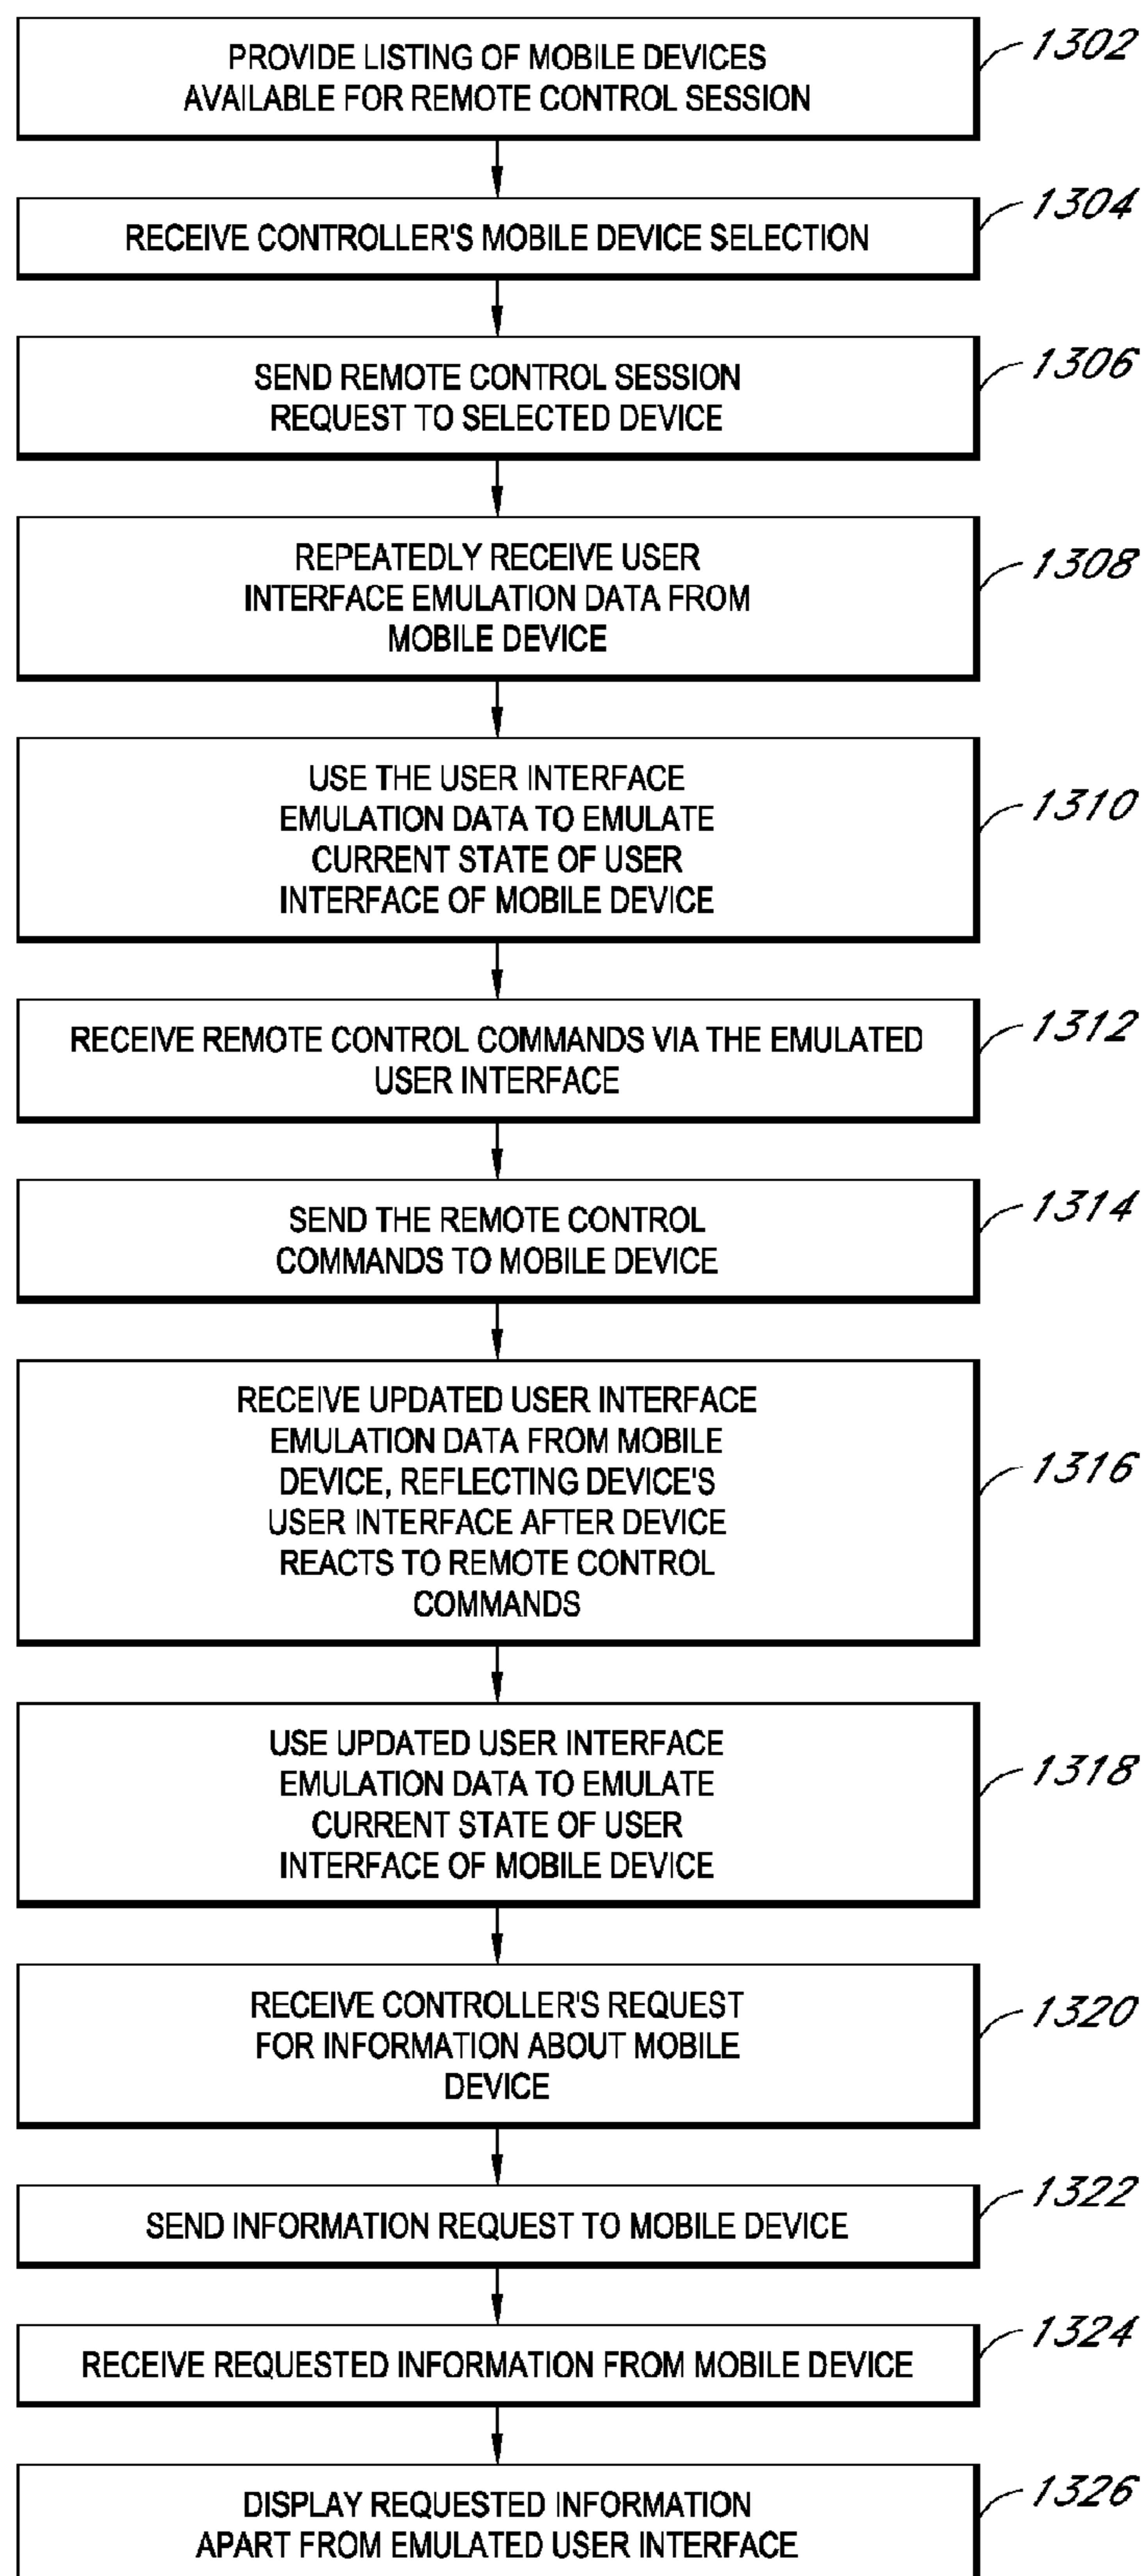 PROVIDE LISTING OF MOBILE DEVICES
AVAILABLE FOR REMOTE CONTROL SESSION
1302
RECEIVE CONTROLLER'S MOBILE DEVICE SELECTION
1304
SEND REMOTE CONTROL SESSION
REQUEST TO SELECTED DEVICE
1306
REPEATEDLY RECEIVE USER
INTERFACE EMULATION DATA FROM
MOBILE DEVICE
1308
USE THE USER INTERFACE
EMULATION DATA TO EMULATE
CURRENT STATE OF USER
INTERFACE OF MOBILE DEVICE
1310
RECEIVE REMOTE CONTROL COMMANDS VIA THE EMULATED
USER INTERFACE
1312
SEND THE REMOTE CONTROL
COMMANDS TO MOBILE DEVICE
1314
RECEIVE UPDATED USER INTERFACE
EMULATION DATA FROM MOBILE
DEVICE, REFLECTING DEVICE'S
USER INTERFACE AFTER DEVICE
REACTS TO REMOTE CONTROL
COMMANDS
1316
USE UPDATED USER INTERFACE
EMULATION DATA TO EMULATE
CURRENT STATE OF USER
INTERFACE OF MOBILE DEVICE
1318
RECEIVE CONTROLLER'S REQUEST
FOR INFORMATION ABOUT MOBILE
DEVICE
1320
SEND INFORMATION REQUEST TO MOBILE DEVICE
1322
RECEIVE REQUESTED INFORMATION FROM MOBILE DEVICE
1324
DISPLAY REQUESTED INFORMATION
APART FROM EMULATED USER INTERFACE
1326